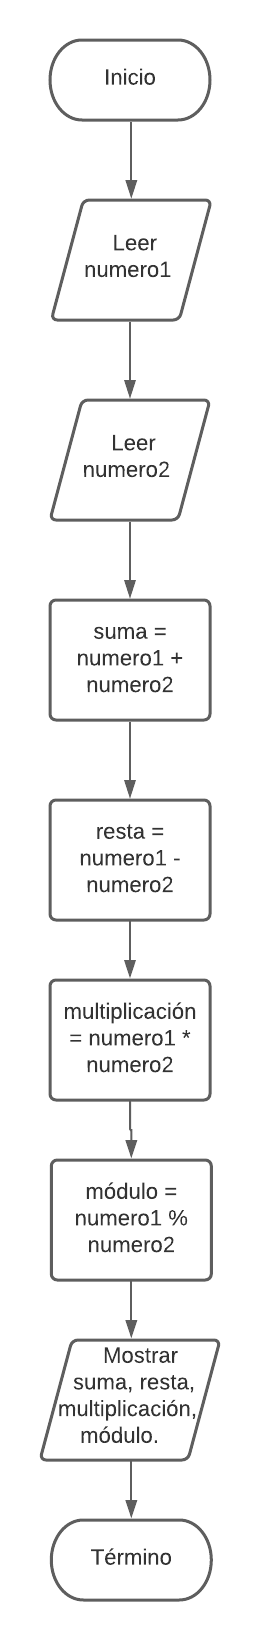 Inicio
Leer
numero1
Leer
numero2
suma =
numero1 +
numero2
resta =
numero1 -
numero2
multiplicación
= numero1 *
numero2
módulo =
numero1 %
numero2
Mostrar
suma, resta,
multiplicación,
módulo.
Término